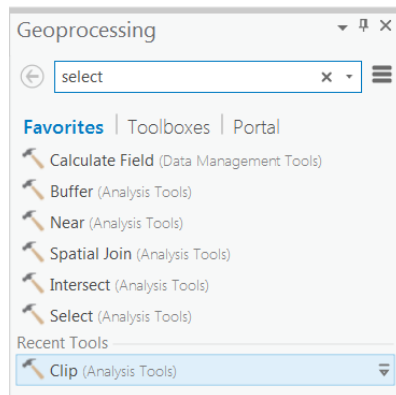 Geoprocessing
select
Favorites | Toolboxes | Portal
Calculate Field (Data Management Tools)
Buffer (Analysis Tools)
Near (Analysis Tools)
Spatial Join (Analysis Tools)
Intersect (Analysis Tools)
Select (Analysis Tools)
Recent Tools
Clip (Analysis Tools)